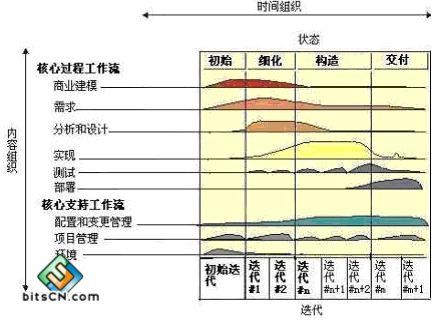 时间组织
状态
初始 细化 构造 交付
内容组织
核心过程工作流
商业建模
需求
分析和设计
实现
测试
部署
核心支持工作流
配置和变更管理
项目管理
环境
初始迭代 迭代#1 迭代#2 迭代#n 迭代#n+1 迭代#n+2 迭代#m 迭代#m+1
迭代
bitsCN.com